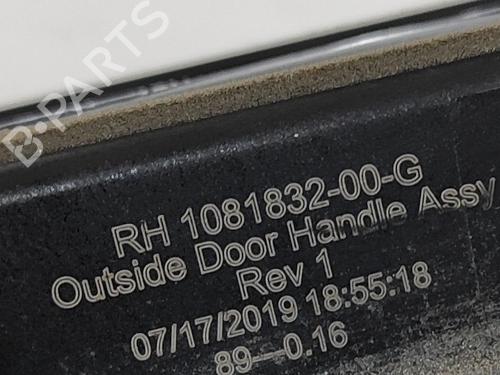 B-PARTS
RH 1081832-00-G
Outside Door Handle Assy
Rev 1
07/17/2019 18:55:18
89—0.16